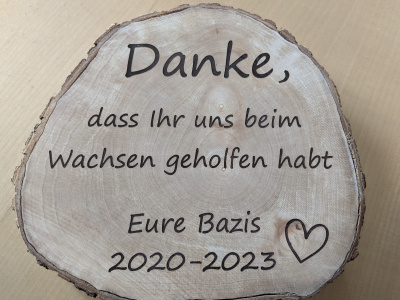 Danke,
dass Ihr uns beim
Wachsen geholfen habt
Eure Bazis
2020-2023